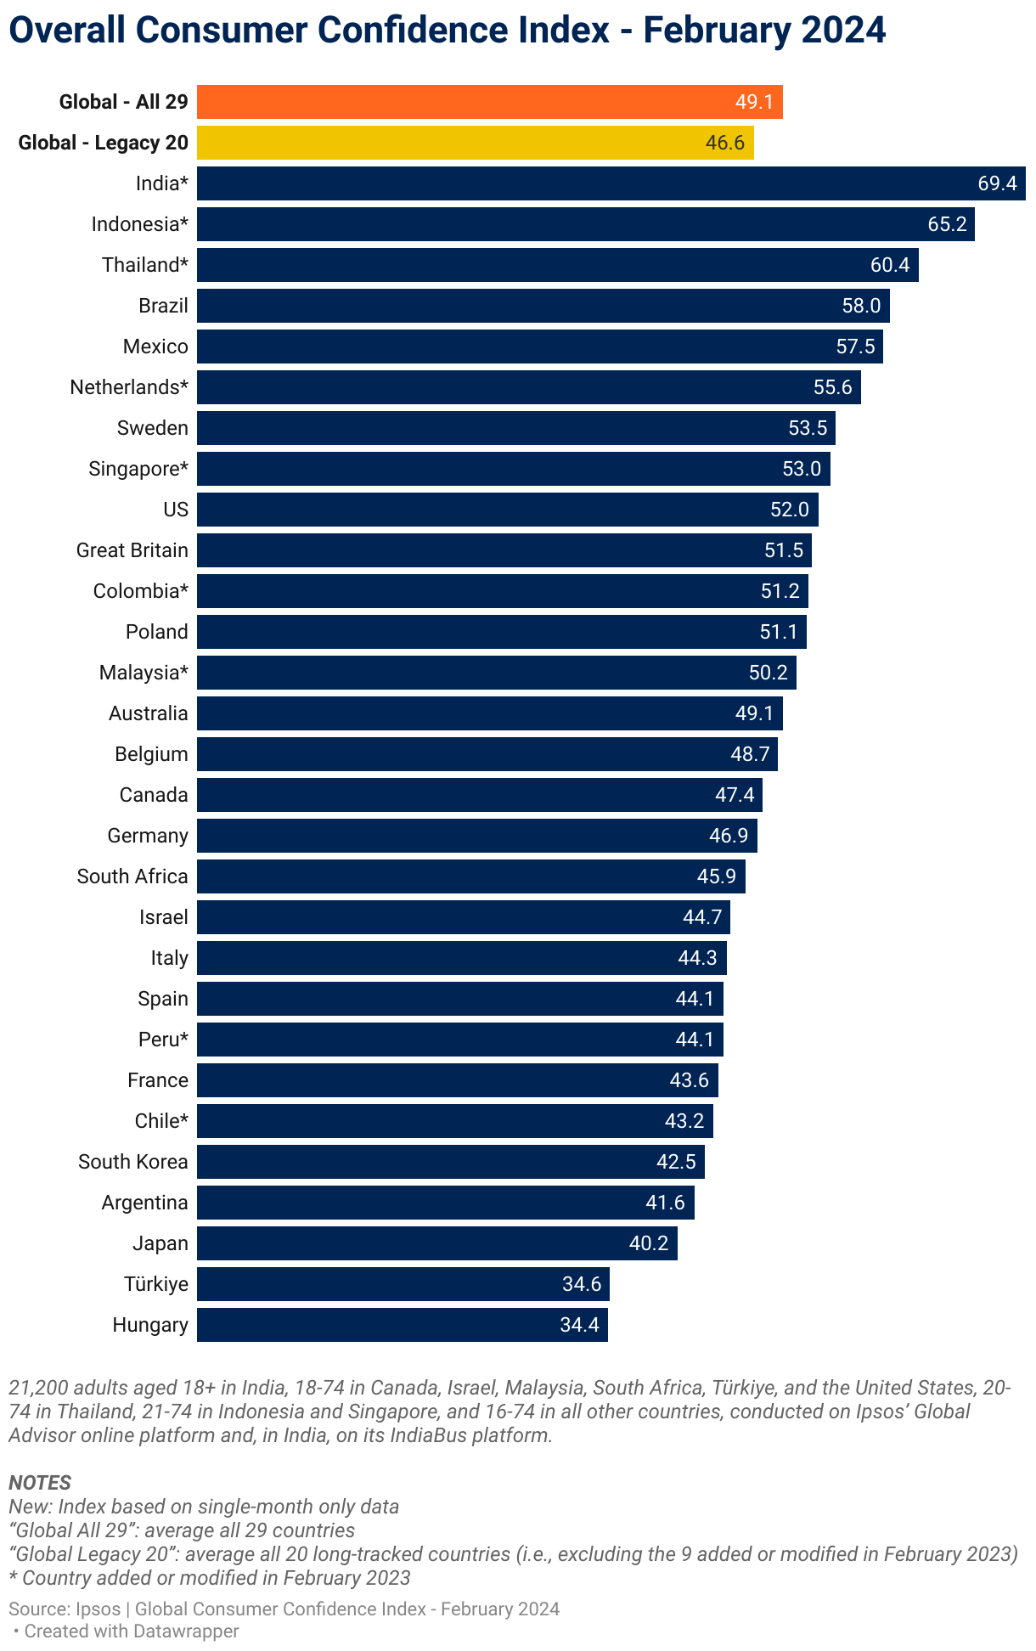 Overall Consumer Confidence Index - February 2024
Global - All 29 49.1
Global - Legacy 20 46.6
India* 69.4
Indonesia* 65.2
Thailand* 60.4
Brazil 58.0
Mexico 57.5
Netherlands* 55.6
Sweden 53.5
Singapore* 53.0
US 52.0
Great Britain 51.5
Colombia* 51.2
Poland 51.1
Malaysia* 50.2
Australia 49.1
Belgium 48.7
Canada 47.4
Germany 46.9
South Africa 45.9
Israel 44.7
Italy 44.3
Spain 44.1
Peru* 44.1
France 43.6
Chile* 43.2
South Korea 42.5
Argentina 41.6
Japan 40.2
Türkiye 34.6
Hungary 34.4
21,200 adults aged 18+ in India, 18-74 in Canada, Israel, Malaysia, South Africa, Türkiye, and the United States, 20-
74 in Thailand, 21-74 in Indonesia and Singapore, and 16-74 in all other countries, conducted on Ipsos’ Global
Advisor online platform and, in India, on its IndiaBus platform.
NOTES
New: Index based on single-month only data
“Global All 29”: average all 29 countries
“Global Legacy 20”: average all 20 long-tracked countries (i.e., excluding the 9 added or modified in February 2023)
* Country added or modified in February 2023
Source: Ipsos | Global Consumer Confidence Index - February 2024
• Created with Datawrapper